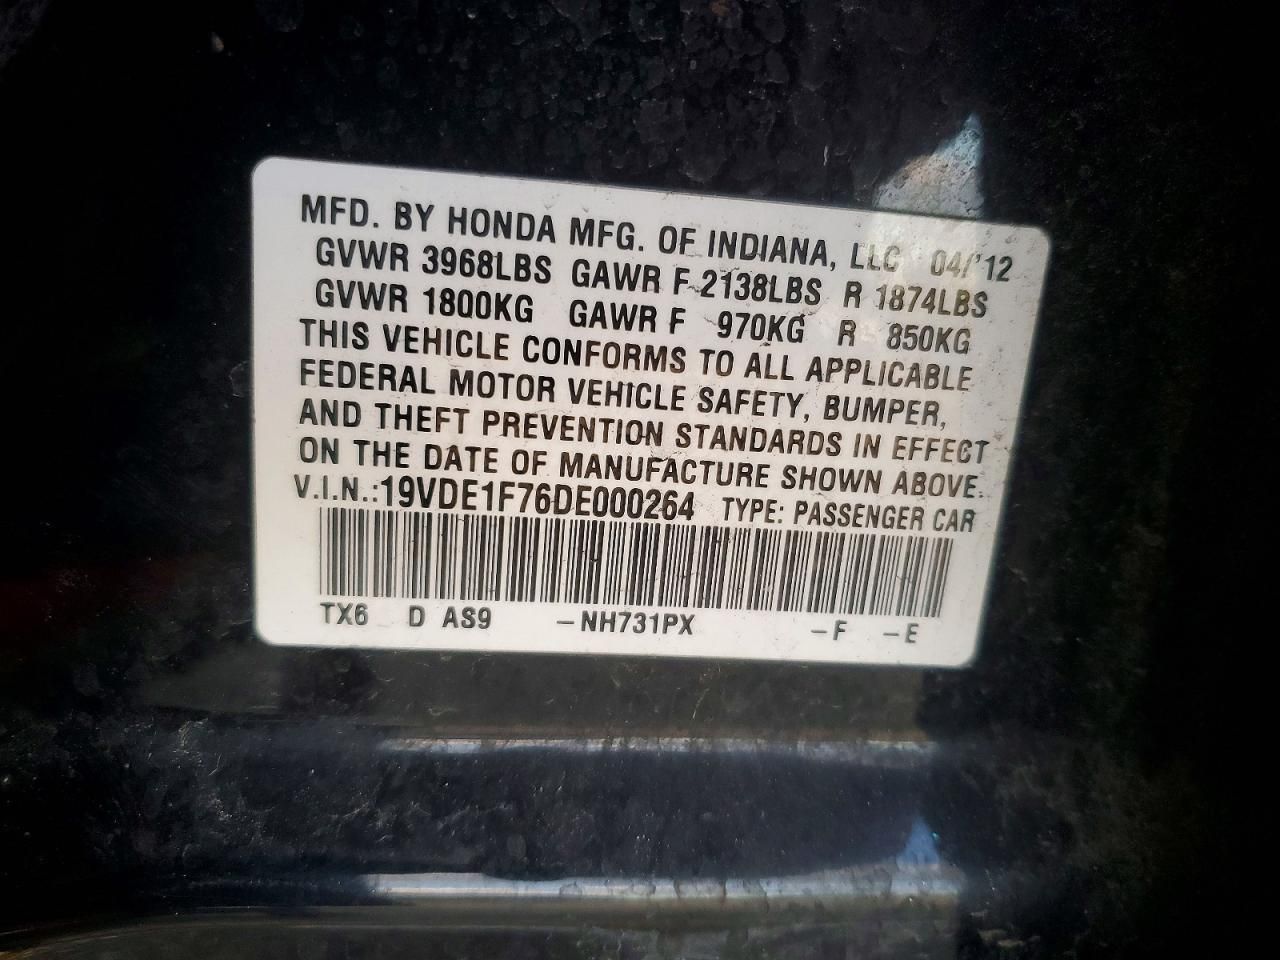 MFD. BY HONDA MFG. OF INDIANA, LLC 04/'12
GVWR 3968LBS GAWR F 2138LBS R 1874LBS
GVWR 1800KG GAWR F 970KG R 850KG
THIS VEHICLE CONFORMS TO ALL APPLICABLE
FEDERAL MOTOR VEHICLE SAFETY, BUMPER,
AND THEFT PREVENTION STANDARDS IN EFFECT
ON THE DATE OF MANUFACTURE SHOWN ABOVE.
V.I.N.:19VDE1F76DE000264 TYPE: PASSENGER CAR
TX6 D AS9 -NH731PX -F -E